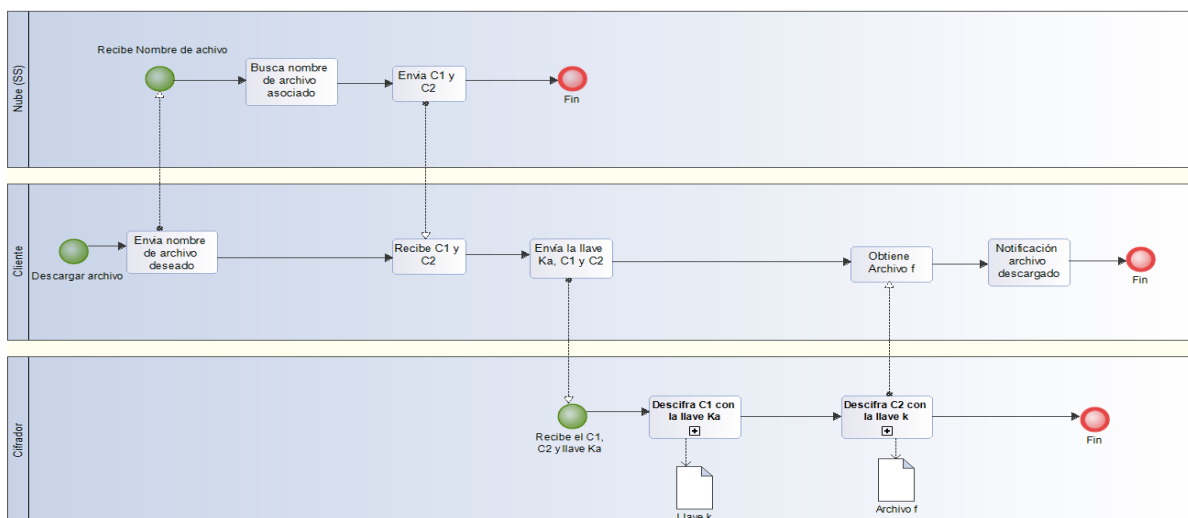 Nube (SS)
Recibe Nombre de achivo
Busca nombre
de archivo
asociado
Envia C1 y
C2
Fin
Cliente
Descargar archivo
Envia nombre
de archivo
deseado
Recibe C1 y
C2
Envía la llave
Ka, C1 y C2
Obtiene
Archivo f
Notificación
archivo
descargado
Fin
Cifrador
Recibe el C1,
C2 y llave Ka
Descifra C1 con
la llave Ka
Llave k
Descifra C2 con
la llave k
Archivo f
Fin